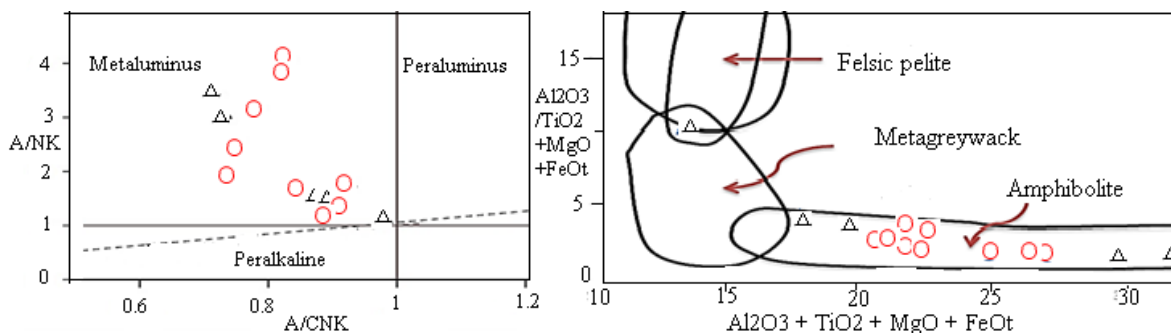 4
3
2
1
0
A/NK
Metaluminus
Peraluminus
Peralkaline
0.6
0.8
1
1.2
A/CNK
Al2O3
/TiO2
+MgO
+FeOt
15
5
0
Felsic pelite
Metagreywack
Amphibolite
10
15
20
25
30
Al2O3 + TiO2 + MgO + FeOt